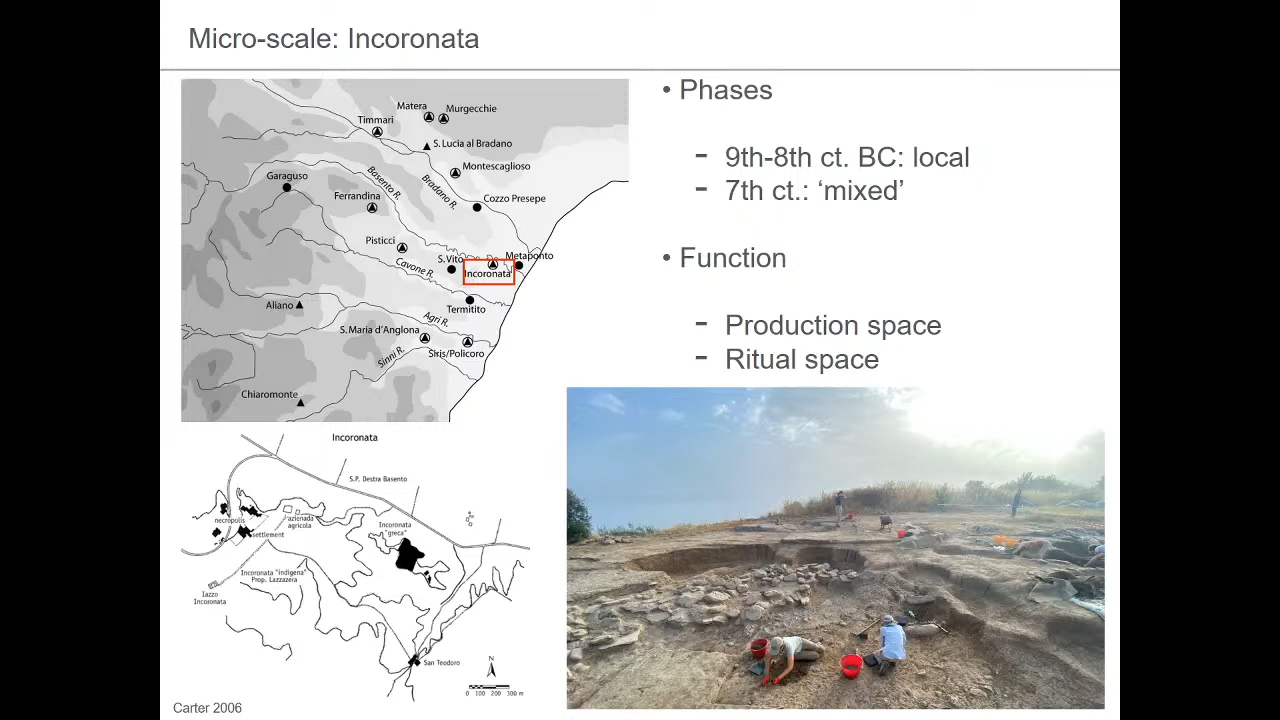 Micro-scale: Incoronata
• Phases
- 9th-8th ct. BC: local
- 7th ct.: ‘mixed’
• Function
- Production space
- Ritual space
Matera
Murgecchie
Timmari
S. Lucia al Bradano
Montescaglioso
Garaguso
Basento R.
Bradano R.
Ferrandina
Cozzo Presepe
Pisticci
S. Vito
Metaponto
Cavone R.
Incoronata
Termitito
Aliano
Agri R.
S. Maria d'Anglona
Siris/Policoro
Sinni R.
Chiaromonte
Incoronata
S.P. Destra Basento
necropolis
azienada
agricola
settlement
Incoronata
"greca"
Incoronata "indigena"
Prop. Lazzazera
Iazzo
Incoronata
San Teodoro
N
0 100 200 300 m
Carter 2006